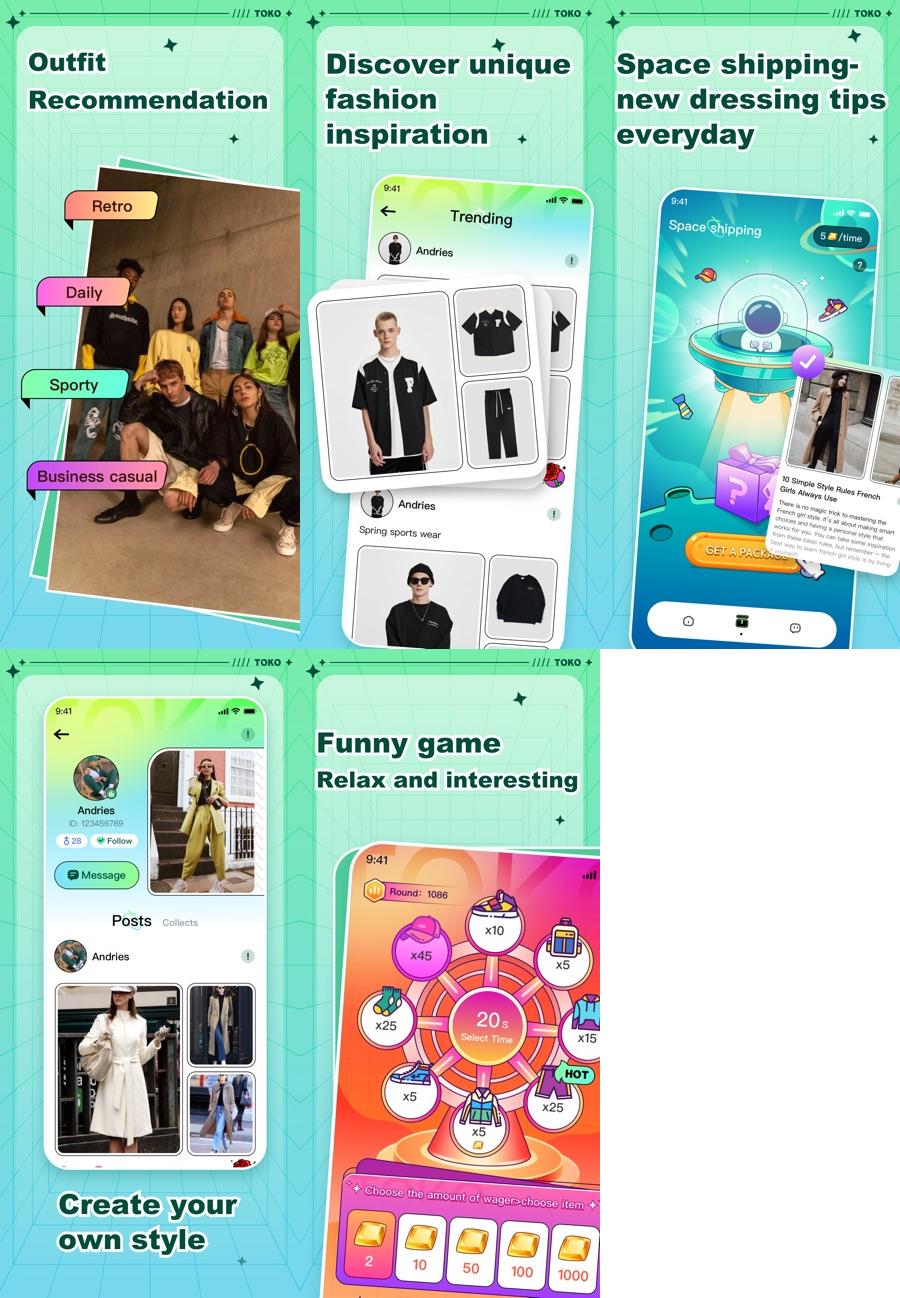 //// TOKO
Outfit
Recommendation
Retro
Daily
Sporty
Business casual
//// TOKO
Discover unique
fashion
inspiration
9:41
Trending
Andries
F
F
Andries
Spring sports wear
//// TOKO
Space shipping-
new dressing tips
everyday
9:41
Space shipping
5 /time
?
?
10 Simple Style Rules French
Girls Always Use
There is no magic trick to mastering the
French girl style. It's all about making smart
choices and having a personal style that
works for you. You can take some inspiration
from these basic rules, but remember – the
best way to learn french girl style is by living
GET A PACKAGE
//// TOKO
9:41
Andries
ID: 123456789
28
Follow
Message
Posts
Collects
Andries
Create your
own style
//// TOKO
Funny game
Relax and interesting
9:41
Round: 1086
x10
x45
x5
x25
20 s
Select Time
x15
HOT
x5
x25
x5
Choose the amount of wager>choose item
2
10
50
100
1000